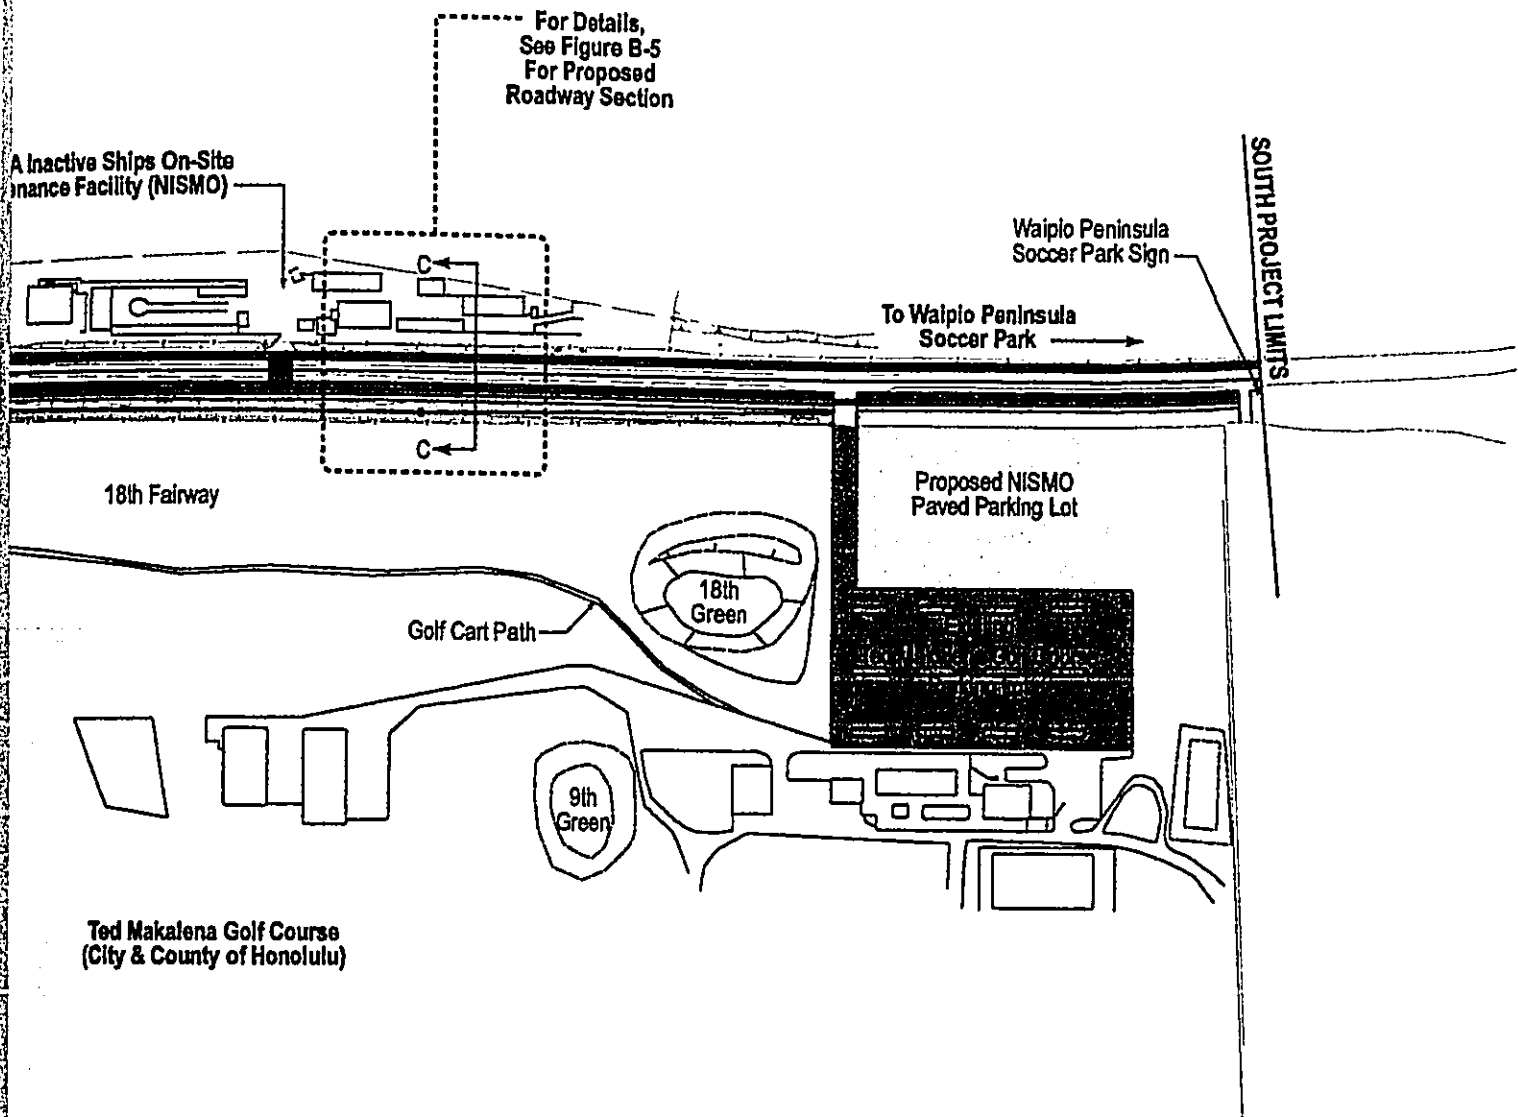 For Details,
See Figure B-5
For Proposed
Roadway Section
A Inactive Ships On-Site
enance Facility (NISMO)
SOUTH PROJECT LIMITS
Waipio Peninsula
Soccer Park Sign
C
To Waipio Peninsula
Soccer Park
C
18th Fairway
Proposed NISMO
Paved Parking Lot
18th
Green
Golf Cart Path
9th
Green
Ted Makalena Golf Course
(City & County of Honolulu)